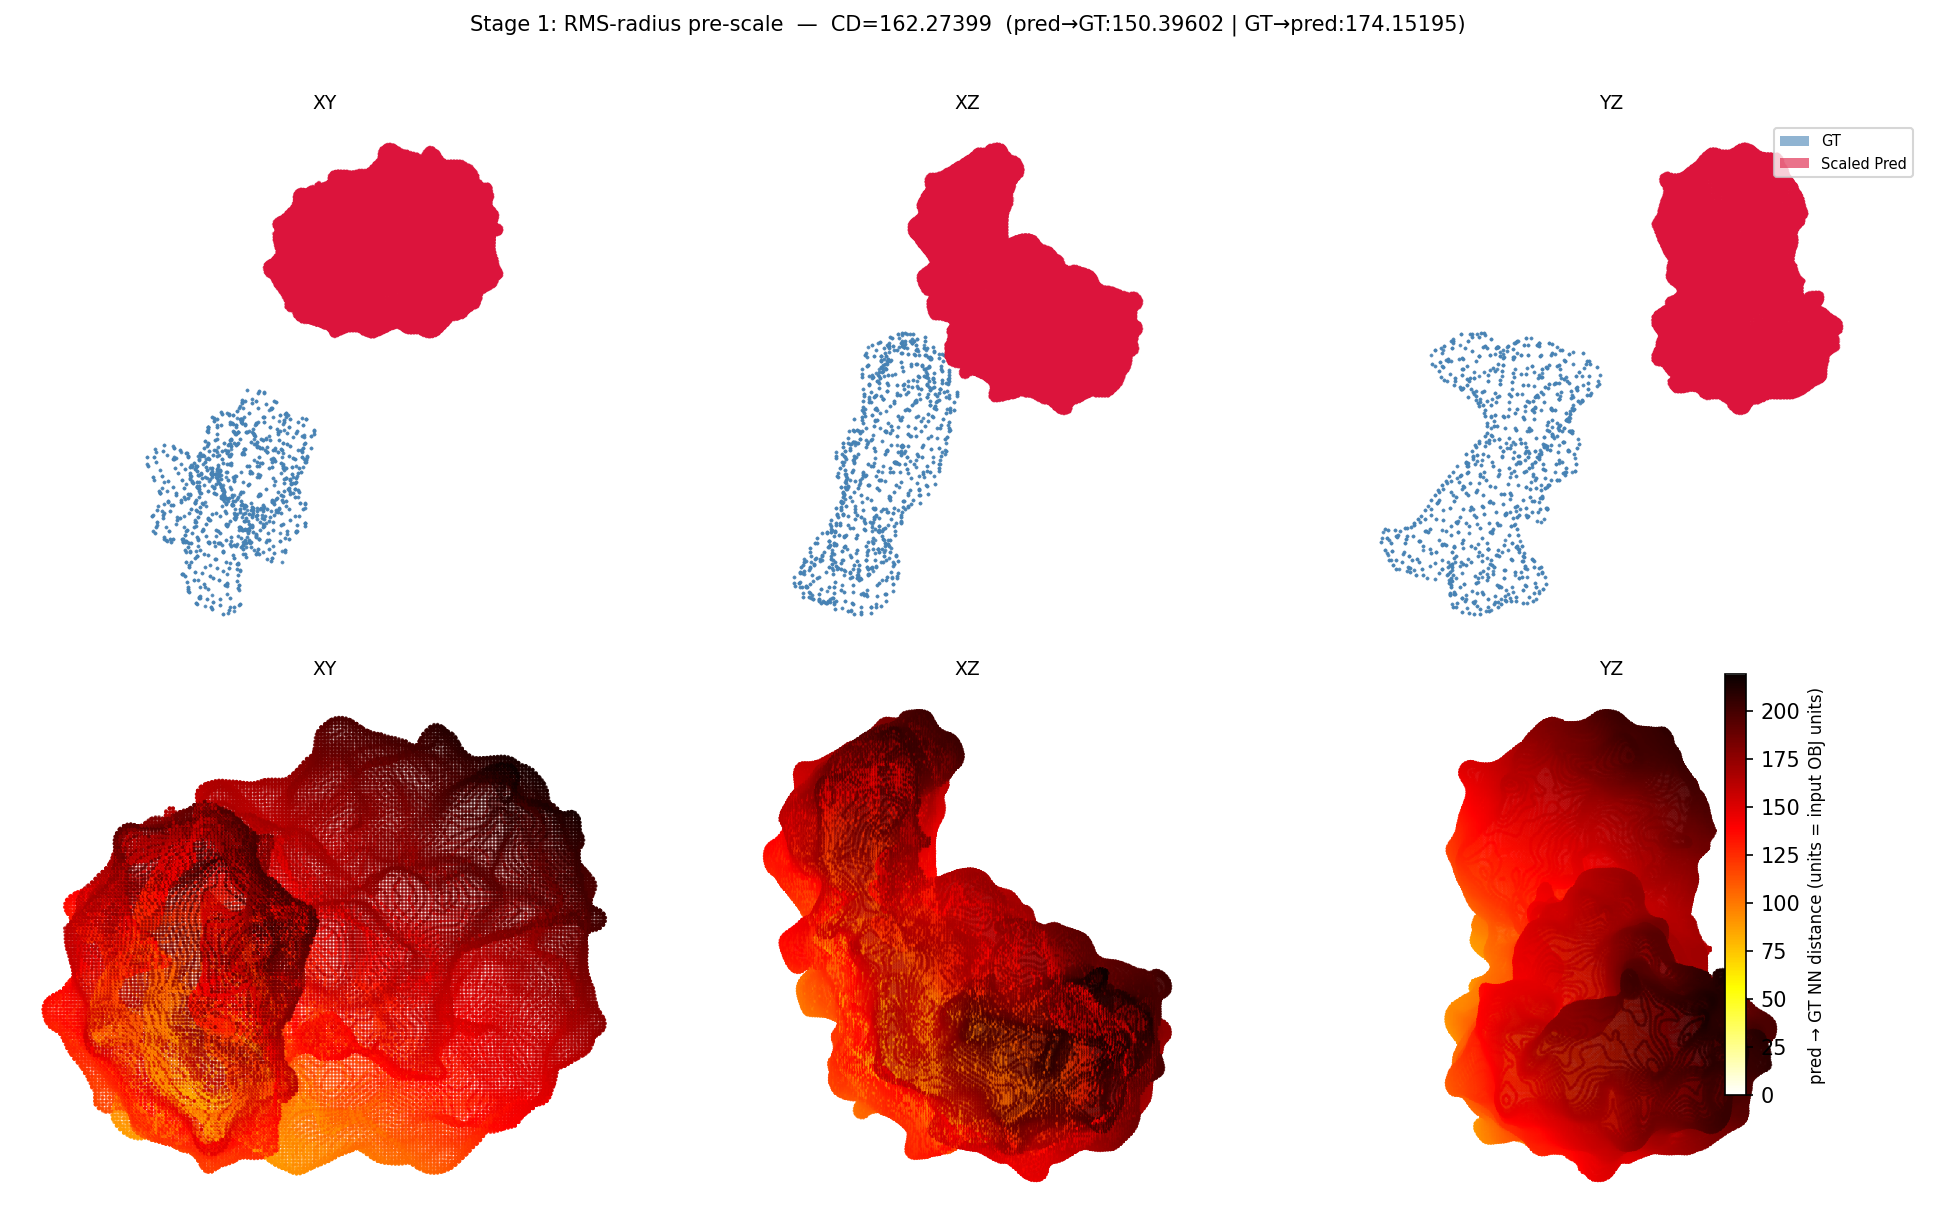 Stage 1: RMS-radius pre-scale — CD=162.27399 (pred→GT:150.39602 | GT→pred:174.15195)
XY
XZ
YZ
GT
Scaled Pred
XY
XZ
YZ
200
175
150
125
100
75
50
25
0
pred → GT NN distance (units = input OBJ units)